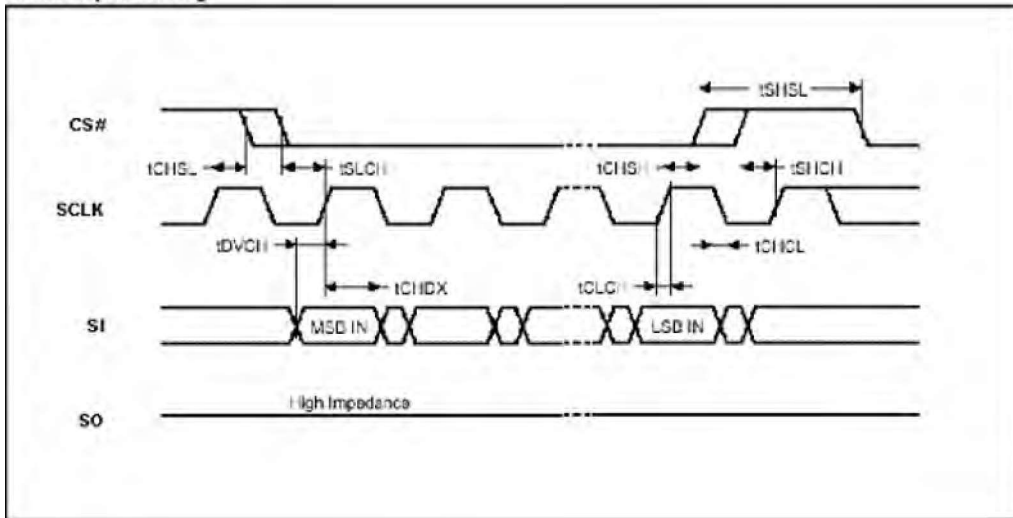 tSHSL
CS#
tCHSL
tSLCH
tCHSH
tSHCH
SCLK
tDVCH
tCHCL
tCHDX
tCLCH
SI
MSB IN
LSB IN
High Impedance
SO